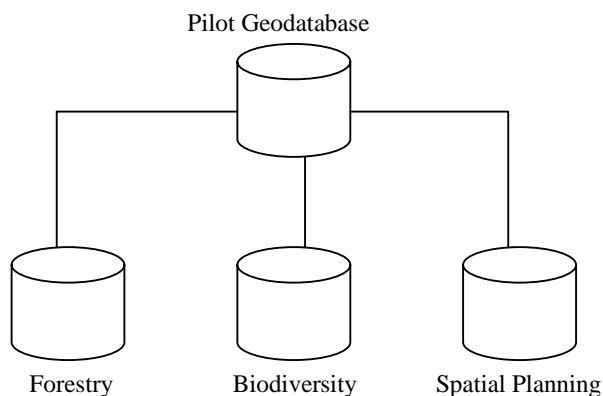 Pilot Geodatabase
Forestry
Biodiversity
Spatial Planning